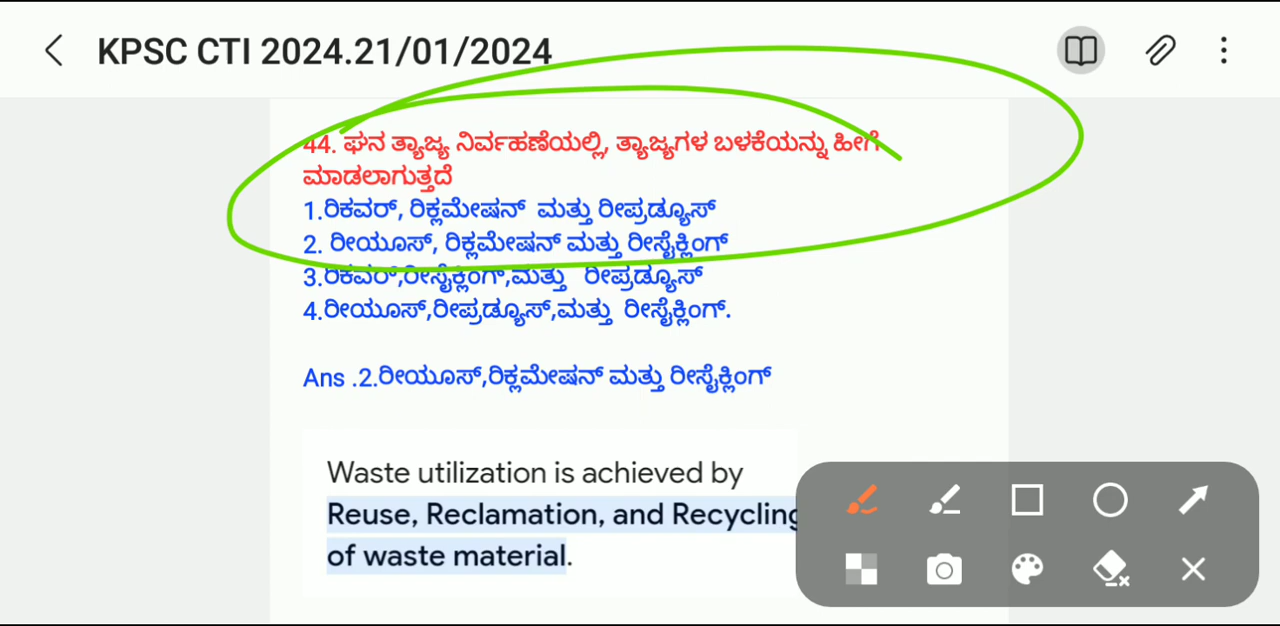 KPSC CTI 2024.21/01/2024
44. ಘನ ತ್ಯಾಜ್ಯ ನಿರ್ವಹಣೆಯಲ್ಲಿ, ತ್ಯಾಜ್ಯಗಳ ಬಳಕೆಯನ್ನು ಹೀಗೆ
ಮಾಡಲಾಗುತ್ತದೆ
1.ರಿಕವರ್, ರಿಕ್ಲಮೇಷನ್ ಮತ್ತು ರೀಪ್ರಡ್ಯೂಸ್
2. ರೀಯೂಸ್, ರಿಕ್ಲಮೇಷನ್ ಮತ್ತು ರೀಸೈಕ್ಲಿಂಗ್
3.ರಿಕವರ್,ರೀಸೈಕ್ಲಿಂಗ್,ಮತ್ತು ರೀಪ್ರಡ್ಯೂಸ್
4.ರೀಯೂಸ್,ರೀಪ್ರಡ್ಯೂಸ್,ಮತ್ತು ರೀಸೈಕ್ಲಿಂಗ್.
Ans .2.ರೀಯೂಸ್,ರಿಕ್ಲಮೇಷನ್ ಮತ್ತು ರೀಸೈಕ್ಲಿಂಗ್
Waste utilization is achieved by
Reuse, Reclamation, and Recycling
of waste material.